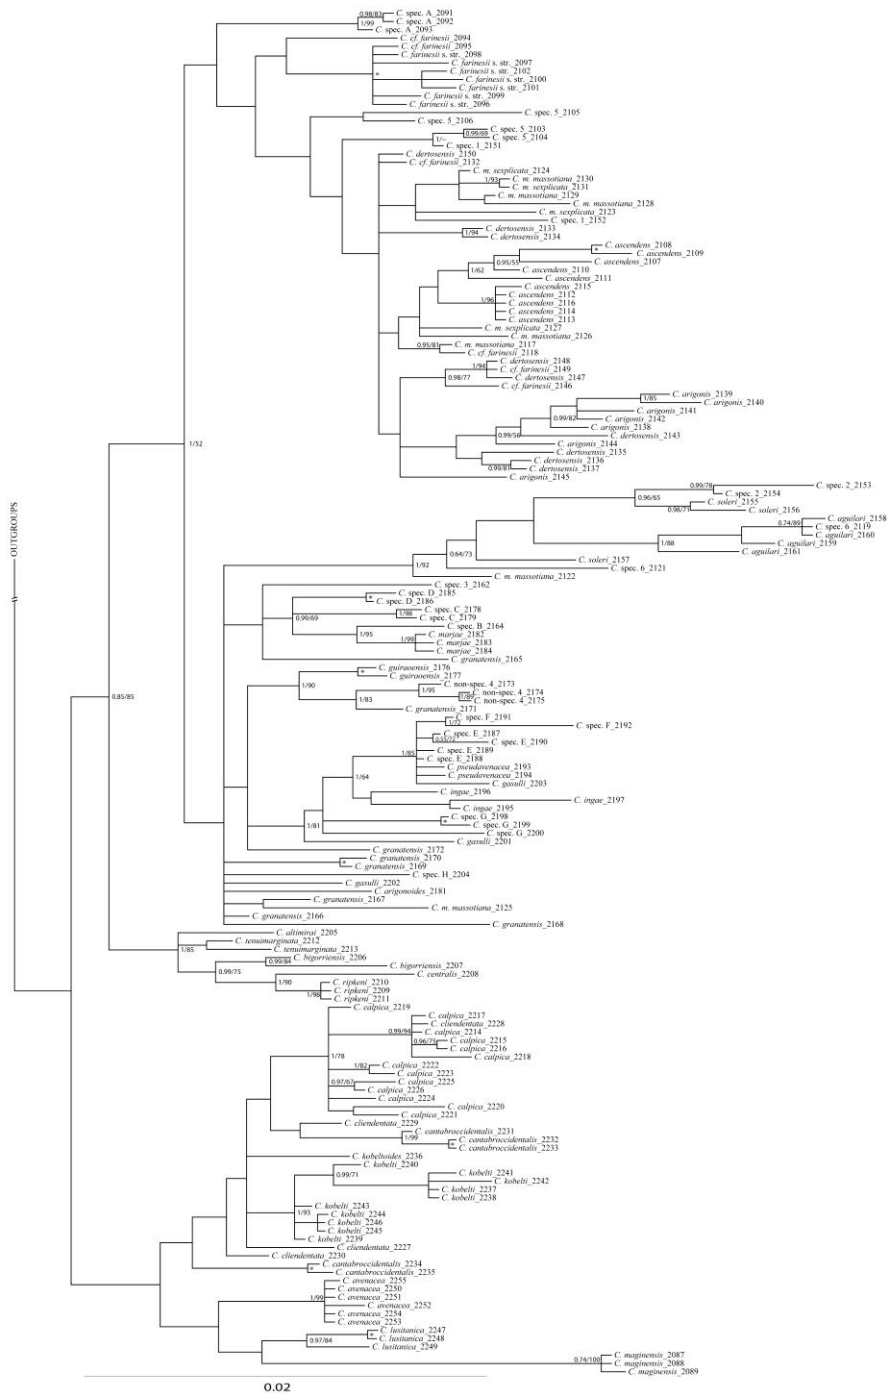 0.98/83
C. spec. A_2091
C. spec. A_2092
1/99
C. spec. A_2093
C. cf. farinesii_2094
C. cf. farinesii_2095
C. farinesii s. str._2098
C. farinesii s. str._2097
*
C. farinesii s. str._2102
C. farinesii s. str._2100
C. farinesii s. str._2101
C. farinesii s. str._2099
C. farinesii s. str._2096
C. spec. 5_2105
C. spec. 5_2106
C. spec. 5_2103
0.99/69
C. spec. 5_2104
1/--
C. spec. 1_2151
C. dertosensis_2150
C. cf. farinesii_2132
C. m. sexplicata_2124
1/93
C. m. massotiana_2130
C. m. sexplicata_2131
C. m. massotiana_2129
C. m. massotiana_2128
C. m. sexplicata_2123
C. spec. 1_2152
C. dertosensis_2133
1/94
C. dertosensis_2134
C. ascendens_2108
*
C. ascendens_2109
0.95/55
C. ascendens_2107
1/62
C. ascendens_2110
C. ascendens_2111
C. ascendens_2115
C. ascendens_2112
1/96
C. ascendens_2116
C. ascendens_2114
C. ascendens_2113
C. m. sexplicata_2127
C. m. massotiana_2126
0.95/81
C. m. massotiana_2117
C. cf. farinesii_2118
C. dertosensis_2148
1/94
C. cf. farinesii_2149
0.98/77
C. dertosensis_2147
C. cf. farinesii_2146
C. arigonis_2139
1/85
C. arigonis_2140
C. arigonis_2141
0.99/82
C. arigonis_2142
C. arigonis_2138
0.99/56
C. dertosensis_2143
1/52
C. arigonis_2144
C. dertosensis_2135
C. dertosensis_2136
0.99/81
C. dertosensis_2137
C. arigonis_2145
0.99/78
C. spec. 2_2153
C. spec. 2_2154
0.96/65
C. soleri_2155
0.98/71
C. soleri_2156
C. aguilari_2158
0.74/89
C. spec. 6_2119
C. aguilari_2160
1/88
C. aguilari_2159
OUTGROUPS
C. aguilari_2161
0.64/73
C. soleri_2157
1/92
C. spec. 6_2121
C. m. massotiana_2122
C. spec. 3_2162
C. spec. D_2185
*
C. spec. D_2186
C. spec. C_2178
1/98
C. spec. C_2179
0.99/69
C. spec. B_2164
1/95
C. marjae_2182
1/99
C. marjae_2183
C. marjae_2184
C. granatensis_2165
C. guiraoensis_2176
*
C. guiraoensis_2177
1/90
C. non-spec. 4_2173
1/95
C. non-spec. 4_2174
1/89
C. non-spec. 4_2175
1/83
0.85/85
C. granatensis_2171
C. spec. F_2191
1/72
C. spec. F_2192
C. spec. E_2187
C. spec. E_2190
C. spec. E_2189
1/85
C. spec. E_2188
C. pseudavenacea_2193
C. pseudavenacea_2194
1/64
C. gasulli_2203
C. ingae_2196
C. ingae_2197
C. ingae_2195
C. spec. G_2198
*
C. spec. G_2199
1/81
C. spec. G_2200
C. gasulli_2201
C. granatensis_2172
C. granatensis_2170
*
C. granatensis_2169
C. spec. H_2204
C. gasulli_2202
C. arigonoides_2181
C. granatensis_2167
C. m. massotiana_2125
C. granatensis_2166
C. granatensis_2168
C. altimirai_2205
C. tenuimarginata_2212
1/85
C. tenuimarginata_2213
C. bigorriensis_2206
0.99/84
C. bigorriensis_2207
0.99/75
C. centralis_2208
1/90
C. ripkeni_2210
C. ripkeni_2209
1/98
C. ripkeni_2211
C. calpica_2219
C. calpica_2217
C. cliendentata_2228
0.99/94
C. calpica_2214
0.96/75
C. calpica_2215
C. calpica_2216
1/78
C. calpica_2218
1/82
C. calpica_2222
C. calpica_2223
0.97/67
C. calpica_2225
C. calpica_2226
C. calpica_2224
C. calpica_2220
C. calpica_2221
C. cliendentata_2229
C. cantabroccidentalis_2231
1/99
C. cantabroccidentalis_2232
*
C. cantabroccidentalis_2233
C. kobeltoides_2236
C. kobelti_2240
0.99/71
C. kobelti_2241
C. kobelti_2242
C. kobelti_2237
C. kobelti_2238
C. kobelti_2243
1/93
C. kobelti_2244
C. kobelti_2246
C. kobelti_2245
C. kobelti_2239
C. cliendentata_2227
C. cliendentata_2230
C. cantabroccidentalis_2234
*
C. cantabroccidentalis_2235
C. avenacea_2255
C. avenacea_2250
1/99
C. avenacea_2251
C. avenacea_2252
C. avenacea_2254
C. avenacea_2253
C. lusitanica_2247
*
C. lusitanica_2248
0.97/84
C. lusitanica_2249
C. maginensis_2087
0.74/100
C. maginensis_2088
C. maginensis_2089
0.02